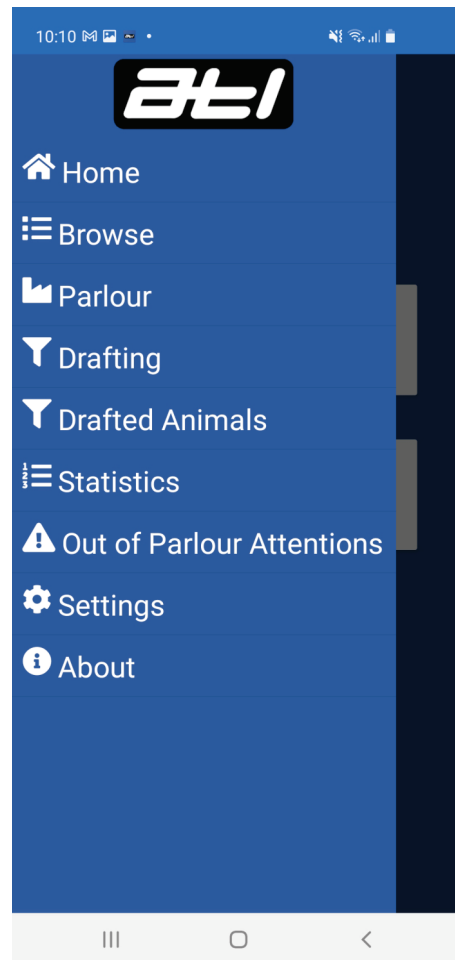 10:10
atl
Home
Browse
Parlour
Drafting
Drafted Animals
Statistics
Out of Parlour Attentions
Settings
About